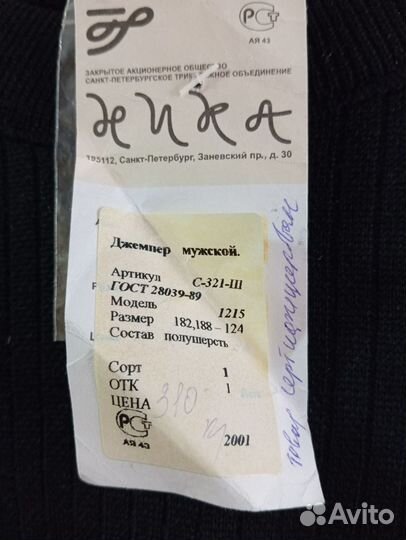 РСТ
АЯ 43
ЗАКРЫТОЕ АКЦИОНЕРНОЕ ОБЩЕСТВО
САНКТ-ПЕТЕРБУРГСКОЕ ТРИКОТАЖНОЕ ОБЪЕДИНЕНИЕ
НИКА
195112, Санкт-Петербург, Заневский пр., д. 30
Джемпер мужской.
Артикул С-321-Ш
ГОСТ 28039-89
Модель 1215
Размер 182,188 – 124
Состав полушерсть
Сорт 1
ОТК 1
ЦЕНА 310
РСТ
АЯ 43
2001
товар сертифицирован
Avito